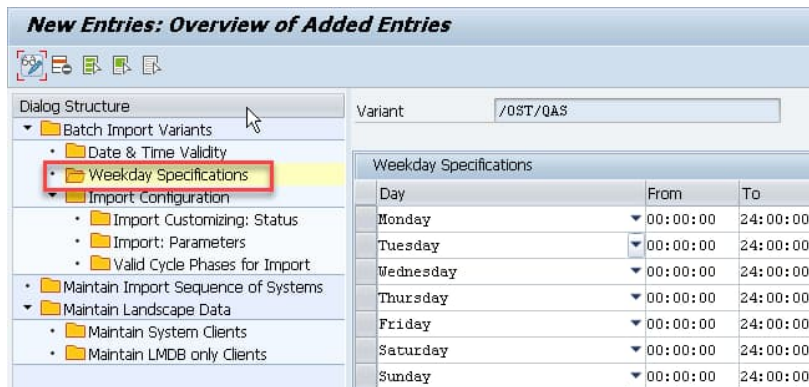 New Entries: Overview of Added Entries
Dialog Structure
Batch Import Variants
Date & Time Validity
Weekday Specifications
Import Configuration
Import Customizing: Status
Import: Parameters
Valid Cycle Phases for Import
Maintain Import Sequence of Systems
Maintain Landscape Data
Maintain System Clients
Maintain LMDB only Clients
Variant /OST/QAS
Weekday Specifications
Day From To
Monday 00:00:00 24:00:00
Tuesday 00:00:00 24:00:00
Wednesday 00:00:00 24:00:00
Thursday 00:00:00 24:00:00
Friday 00:00:00 24:00:00
Saturday 00:00:00 24:00:00
Sunday 00:00:00 24:00:00